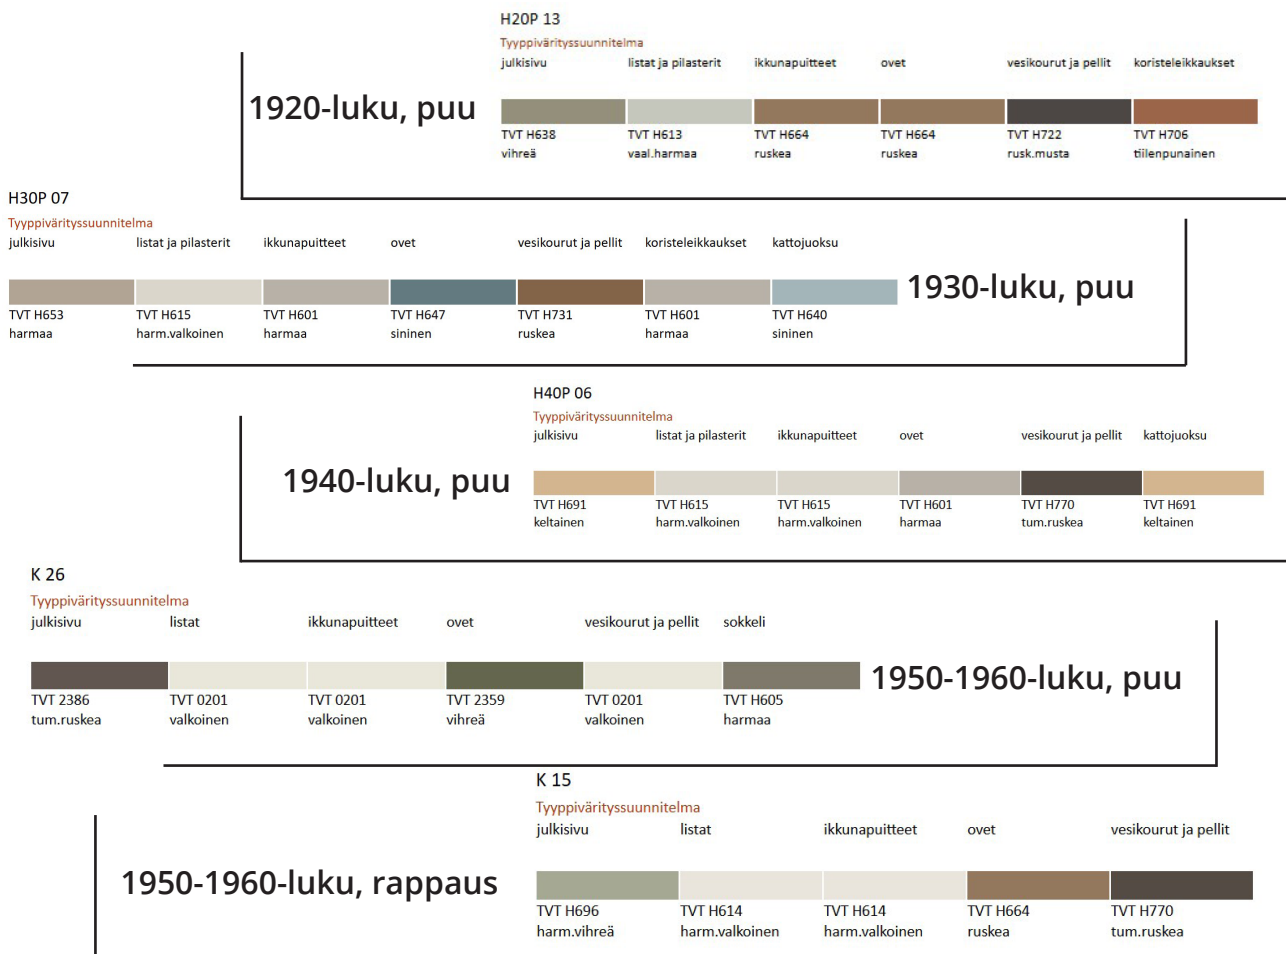 H20P 13
Tyyppivärityssuunnitelma
julkisivu listat ja pilasterit ikkunapuitteet ovet vesikourut ja pellit koristeleikkaukset
1920-luku, puu
TVT H638 TVT H613 TVT H664 TVT H664 TVT H722 TVT H706
vihreä vaal.harmaa ruskea ruskea rusk.musta tiilenpunainen
H30P 07
Tyyppivärityssuunnitelma
julkisivu listat ja pilasterit ikkunapuitteet ovet vesikourut ja pellit koristeleikkaukset kattojuoksu
1930-luku, puu
TVT H653 TVT H615 TVT H601 TVT H647 TVT H731 TVT H601 TVT H640
harmaa harm.valkoinen harmaa sininen ruskea harmaa sininen
H40P 06
Tyyppivärityssuunnitelma
julkisivu listat ja pilasterit ikkunapuitteet ovet vesikourut ja pellit kattojuoksu
1940-luku, puu
TVT H691 TVT H615 TVT H615 TVT H601 TVT H770 TVT H691
keltainen harm.valkoinen harm.valkoinen harmaa tum.ruskea keltainen
K 26
Tyyppivärityssuunnitelma
julkisivu listat ikkunapuitteet ovet vesikourut ja pellit sokkeli
1950-1960-luku, puu
TVT 2386 TVT 0201 TVT 0201 TVT 2359 TVT 0201 TVT H605
tum.ruskea valkoinen valkoinen vihreä valkoinen harmaa
K 15
Tyyppivärityssuunnitelma
julkisivu listat ikkunapuitteet ovet vesikourut ja pellit
1950-1960-luku, rappaus
TVT H696 TVT H614 TVT H614 TVT H664 TVT H770
harm.vihreä harm.valkoinen harm.valkoinen ruskea tum.ruskea